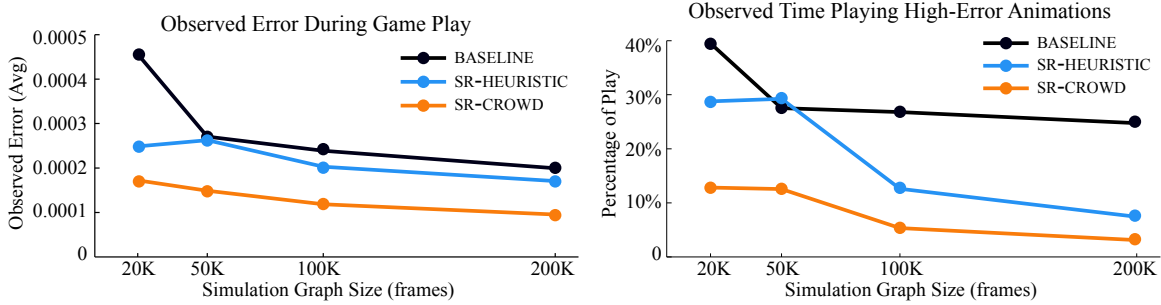 Observed Error During Game Play
Observed Error (Avg)
0.0005
0.0004
0.0003
0.0002
0.0001
0
BASELINE
SR-HEURISTIC
SR-CROWD
20K 50K 100K 200K
Simulation Graph Size (frames)
Observed Time Playing High-Error Animations
Percentage of Play
40%
30%
20%
10%
0
BASELINE
SR-HEURISTIC
SR-CROWD
20K 50K 100K 200K
Simulation Graph Size (frames)